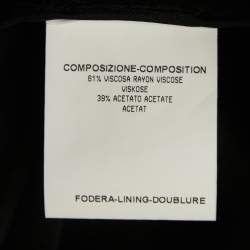 COMPOSIZIONE-COMPOSITION
61% VISCOSA RAYON VISCOSE
VISKOSE
39% ACETATO ACETATE
ACETAT
FODERA-LINING-DOUBLURE